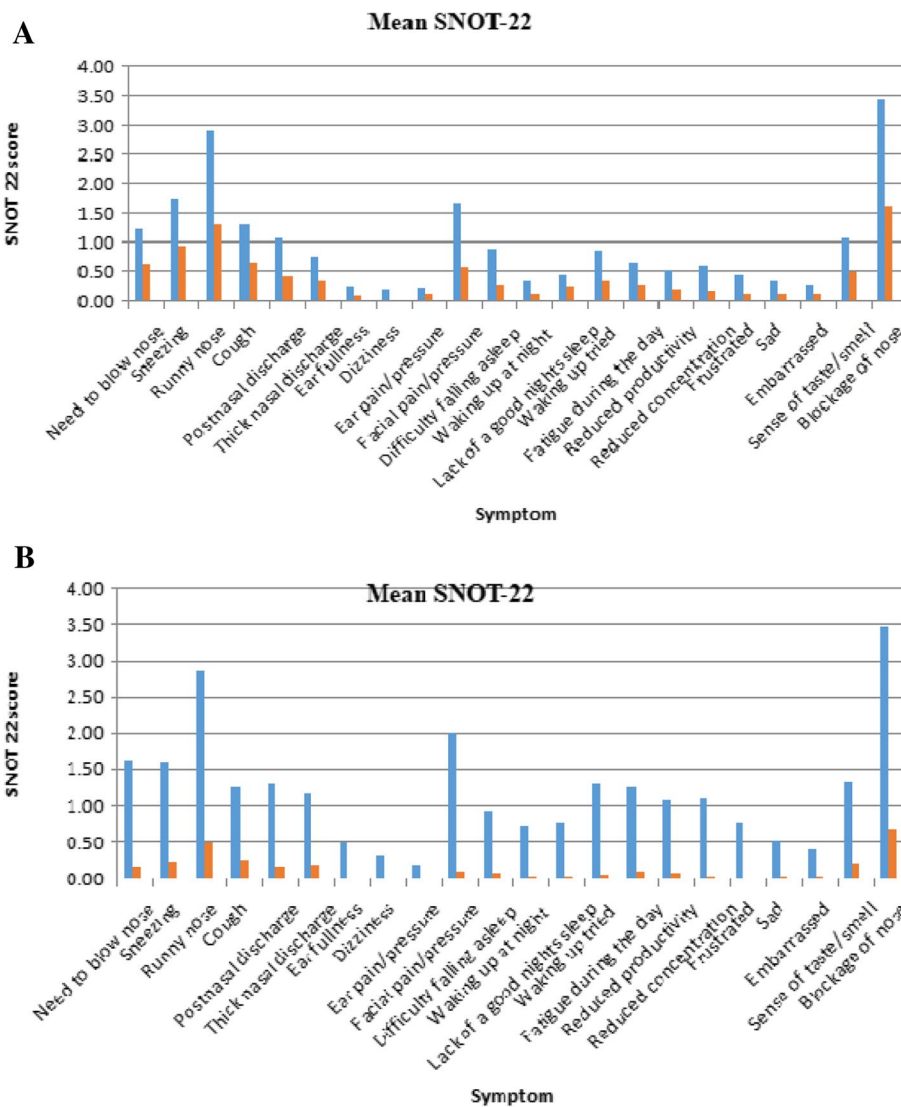 A
Mean SNOT-22
4.00
3.50
3.00
2.50
2.00
1.50
1.00
0.50
0.00
SNOT 22score
Need to blow nose
Sneezing
Runny nose
Cough
Postnasal discharge
Thick nasal discharge
Ear fullness
Dizziness
Ear pain/pressure
Facial pain/pressure
Difficulty falling asleep
Waking up at night
Lack of a good nights sleep
Waking up tried
Fatigue during the day
Reduced productivity
Reduced concentration
Frustrated
Sad
Embarrassed
Sense of taste/smell
Blockage of nose
Symptom
B
Mean SNOT-22
4.00
3.50
3.00
2.50
2.00
1.50
1.00
0.50
0.00
SNOT 22score
Need to blow nose
Sneezing
Runny nose
Cough
Postnasal discharge
Thick nasal discharge
Ear fullness
Dizziness
Ear pain/pressure
Facial pain/pressure
Difficulty falling asleep
Waking up at night
Lack of a good nights sleep
Waking up tried
Fatigue during the day
Reduced productivity
Reduced concentration
Frustrated
Sad
Embarrassed
Sense of taste/smell
Blockage of nose
Symptom